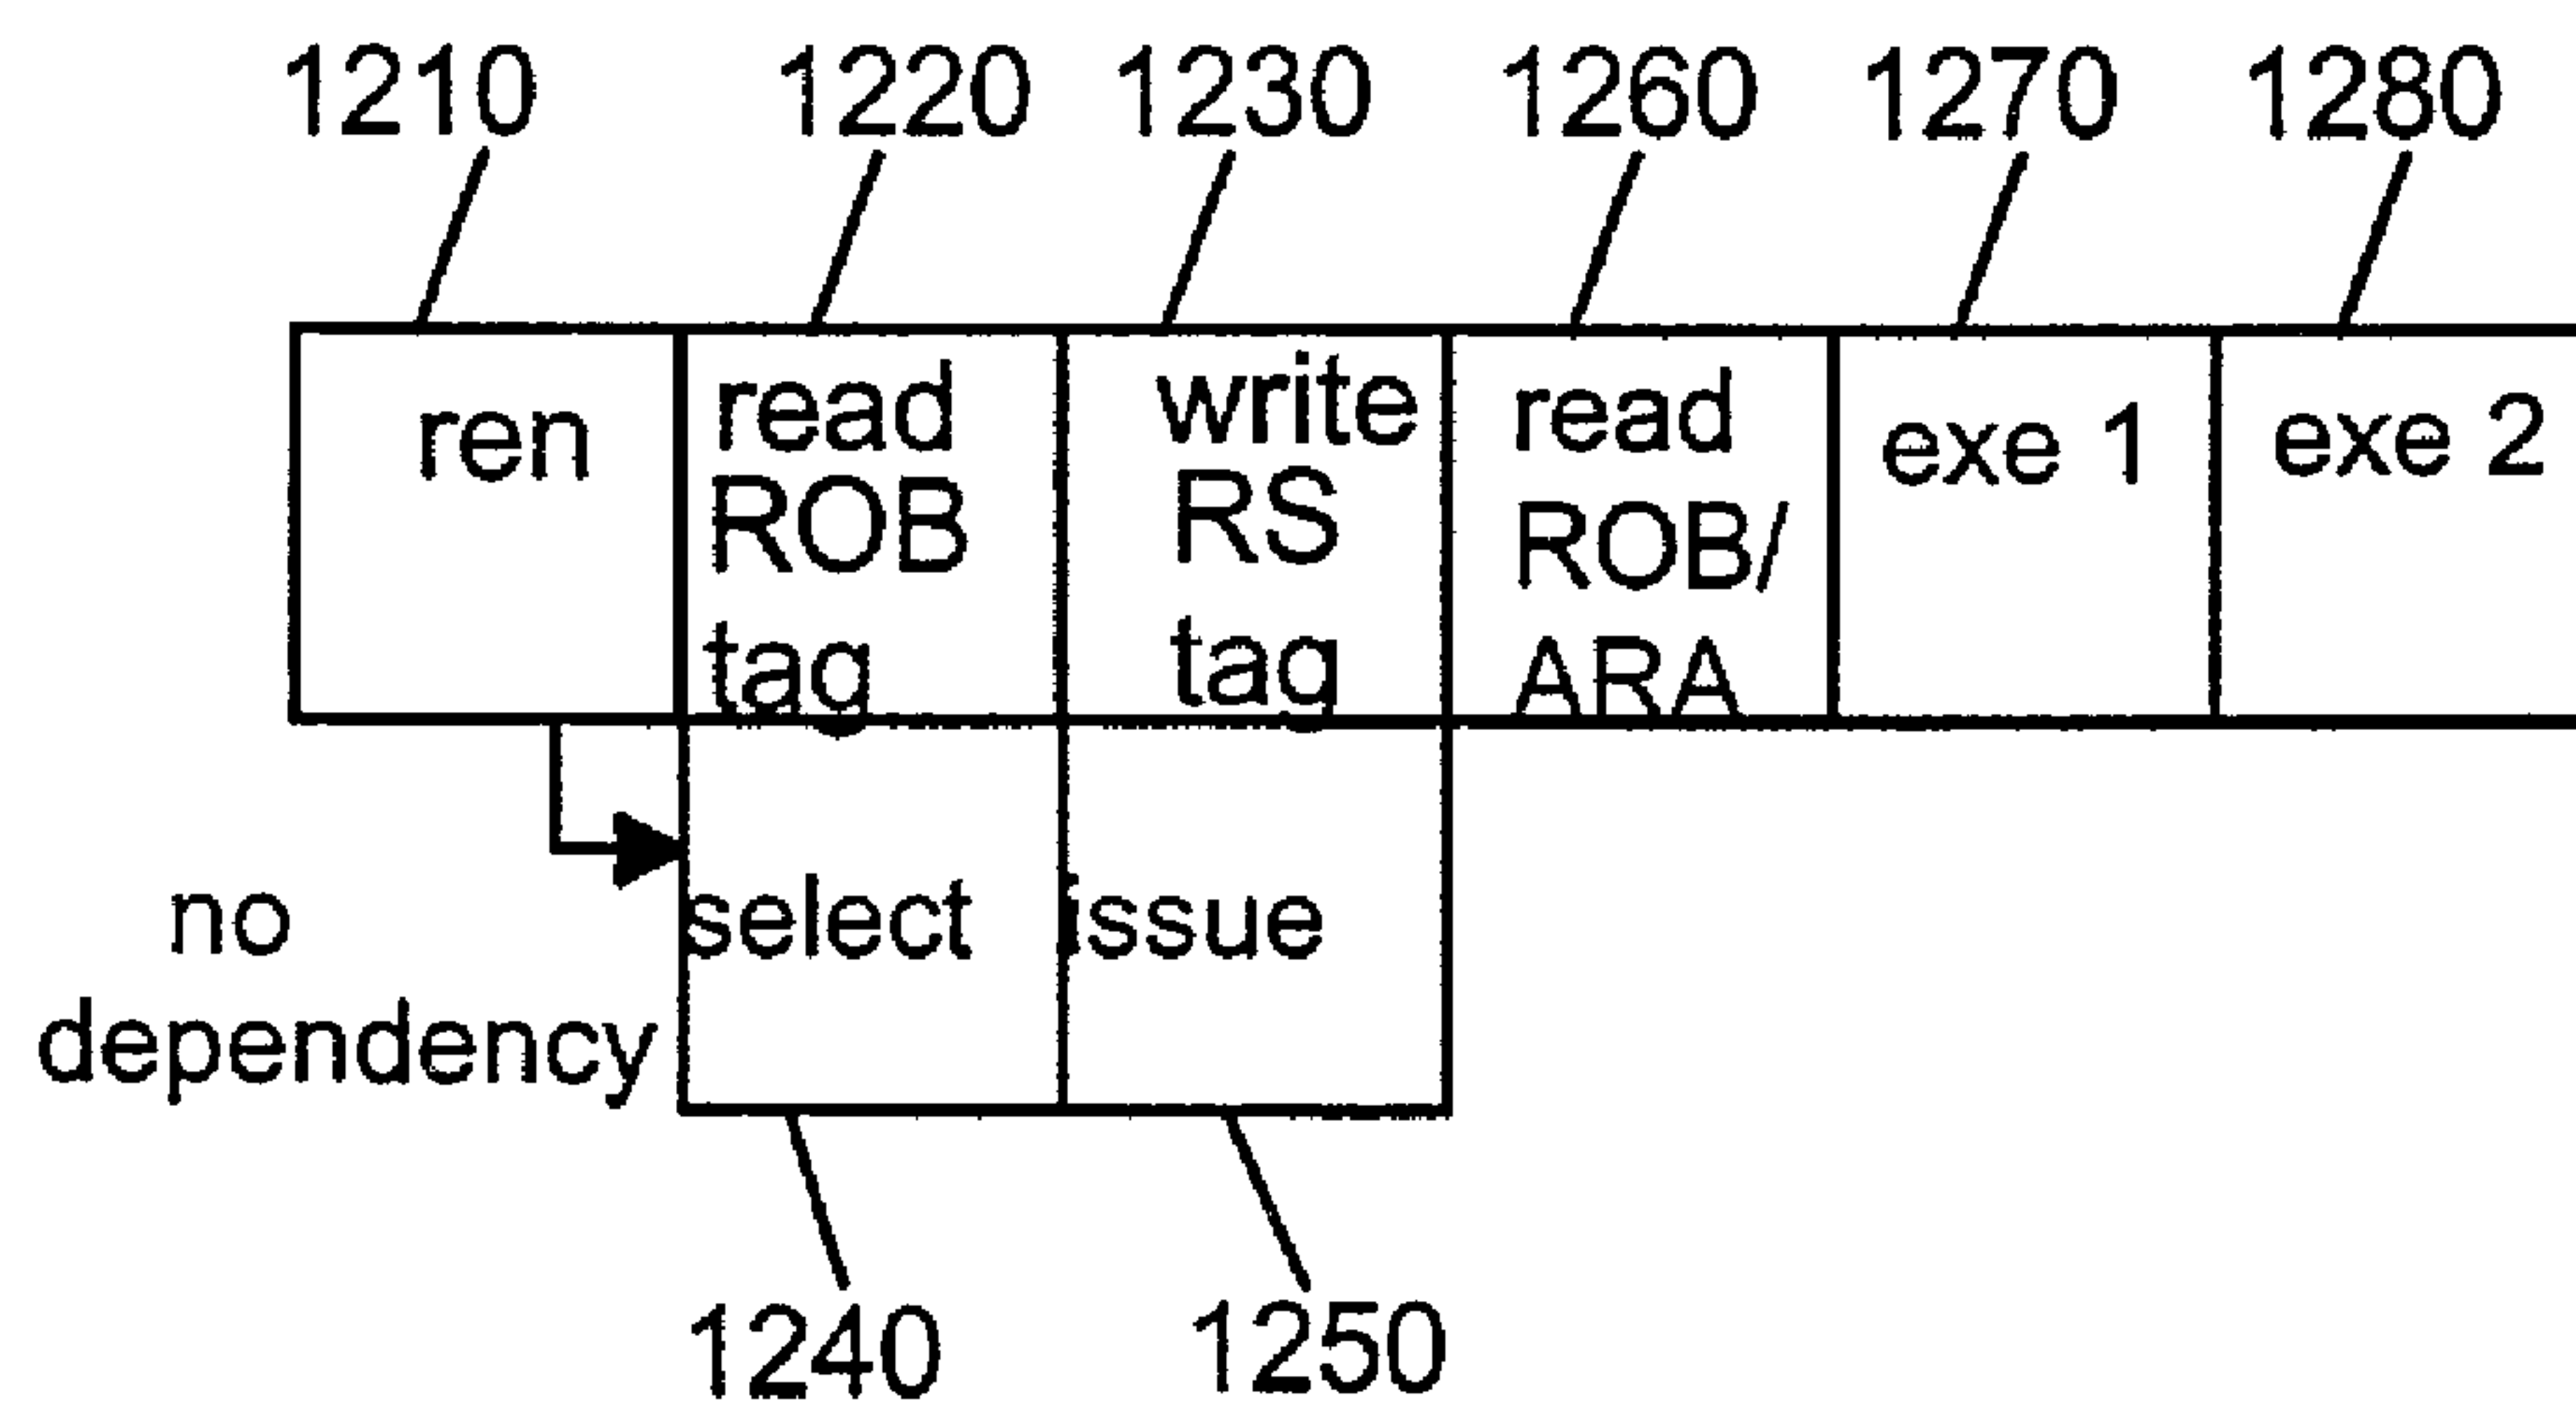 1210 1220 1230 1260 1270 1280
ren
read
ROB
tag
write
RS
tag
read
ROB/
ARA
exe 1
exe 2
no
dependency
select
issue
1240 1250